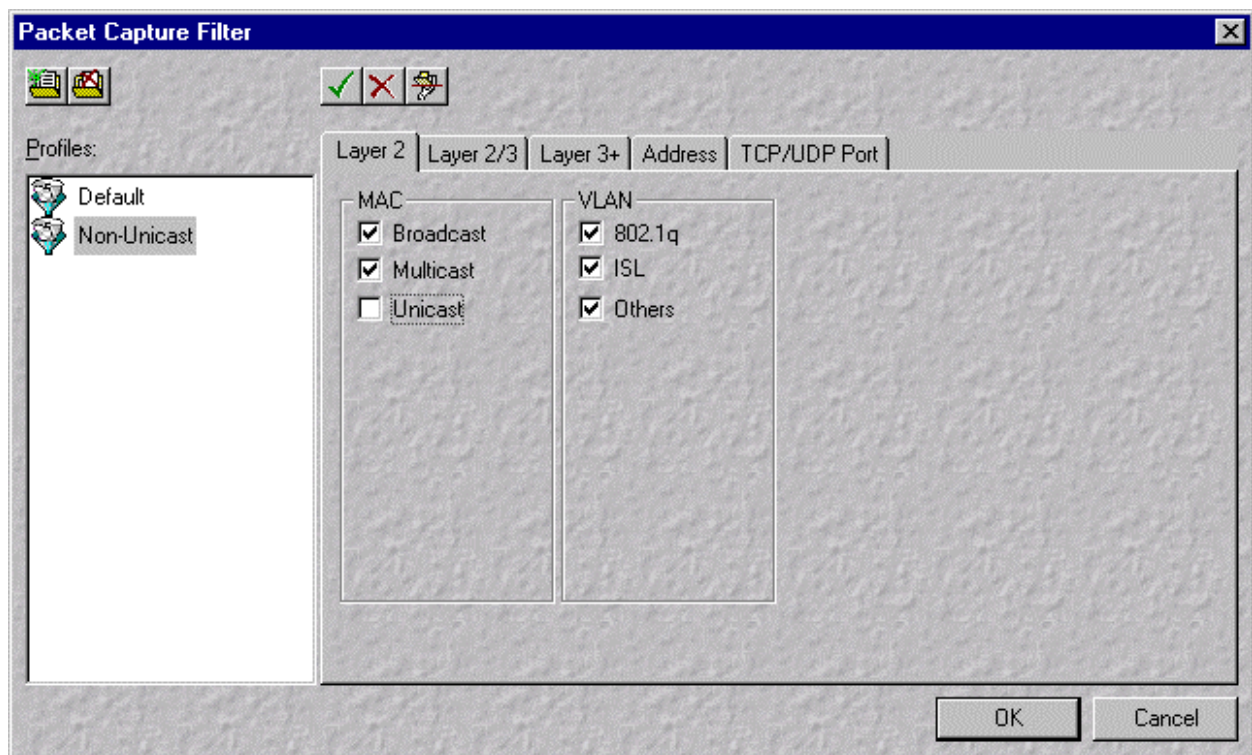 Packet Capture Filter
Profiles:
Default
Non-Unicast
Layer 2 Layer 2/3 Layer 3+ Address TCP/UDP Port
MAC
Broadcast
Multicast
Unicast
VLAN
802.1q
ISL
Others
OK Cancel